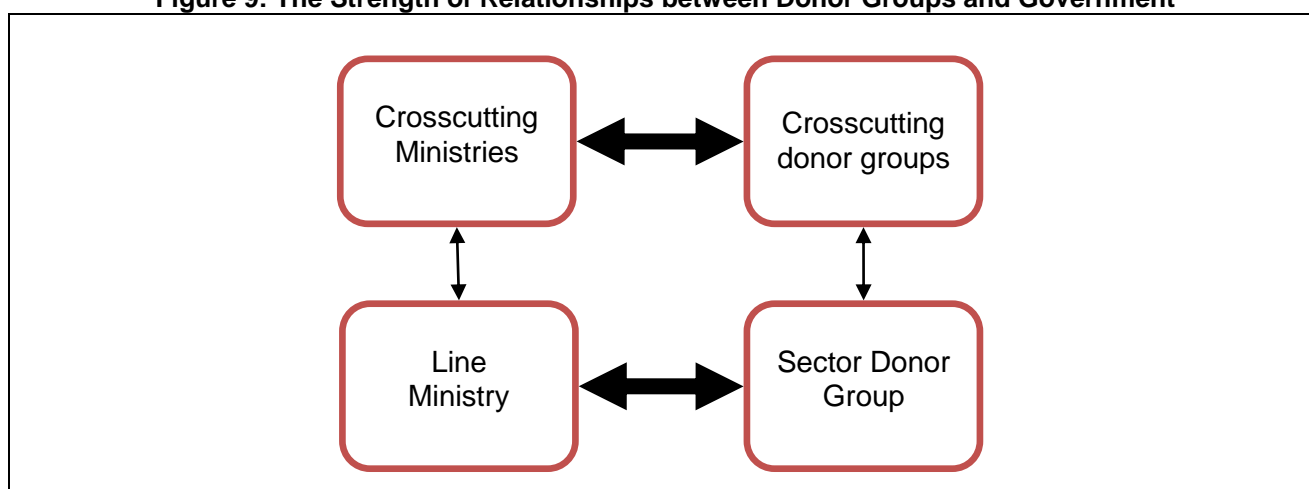 Figure 9: The Strength of Relationships between Donor Groups and Government
Crosscutting
Ministries
Crosscutting
donor groups
Line
Ministry
Sector Donor
Group